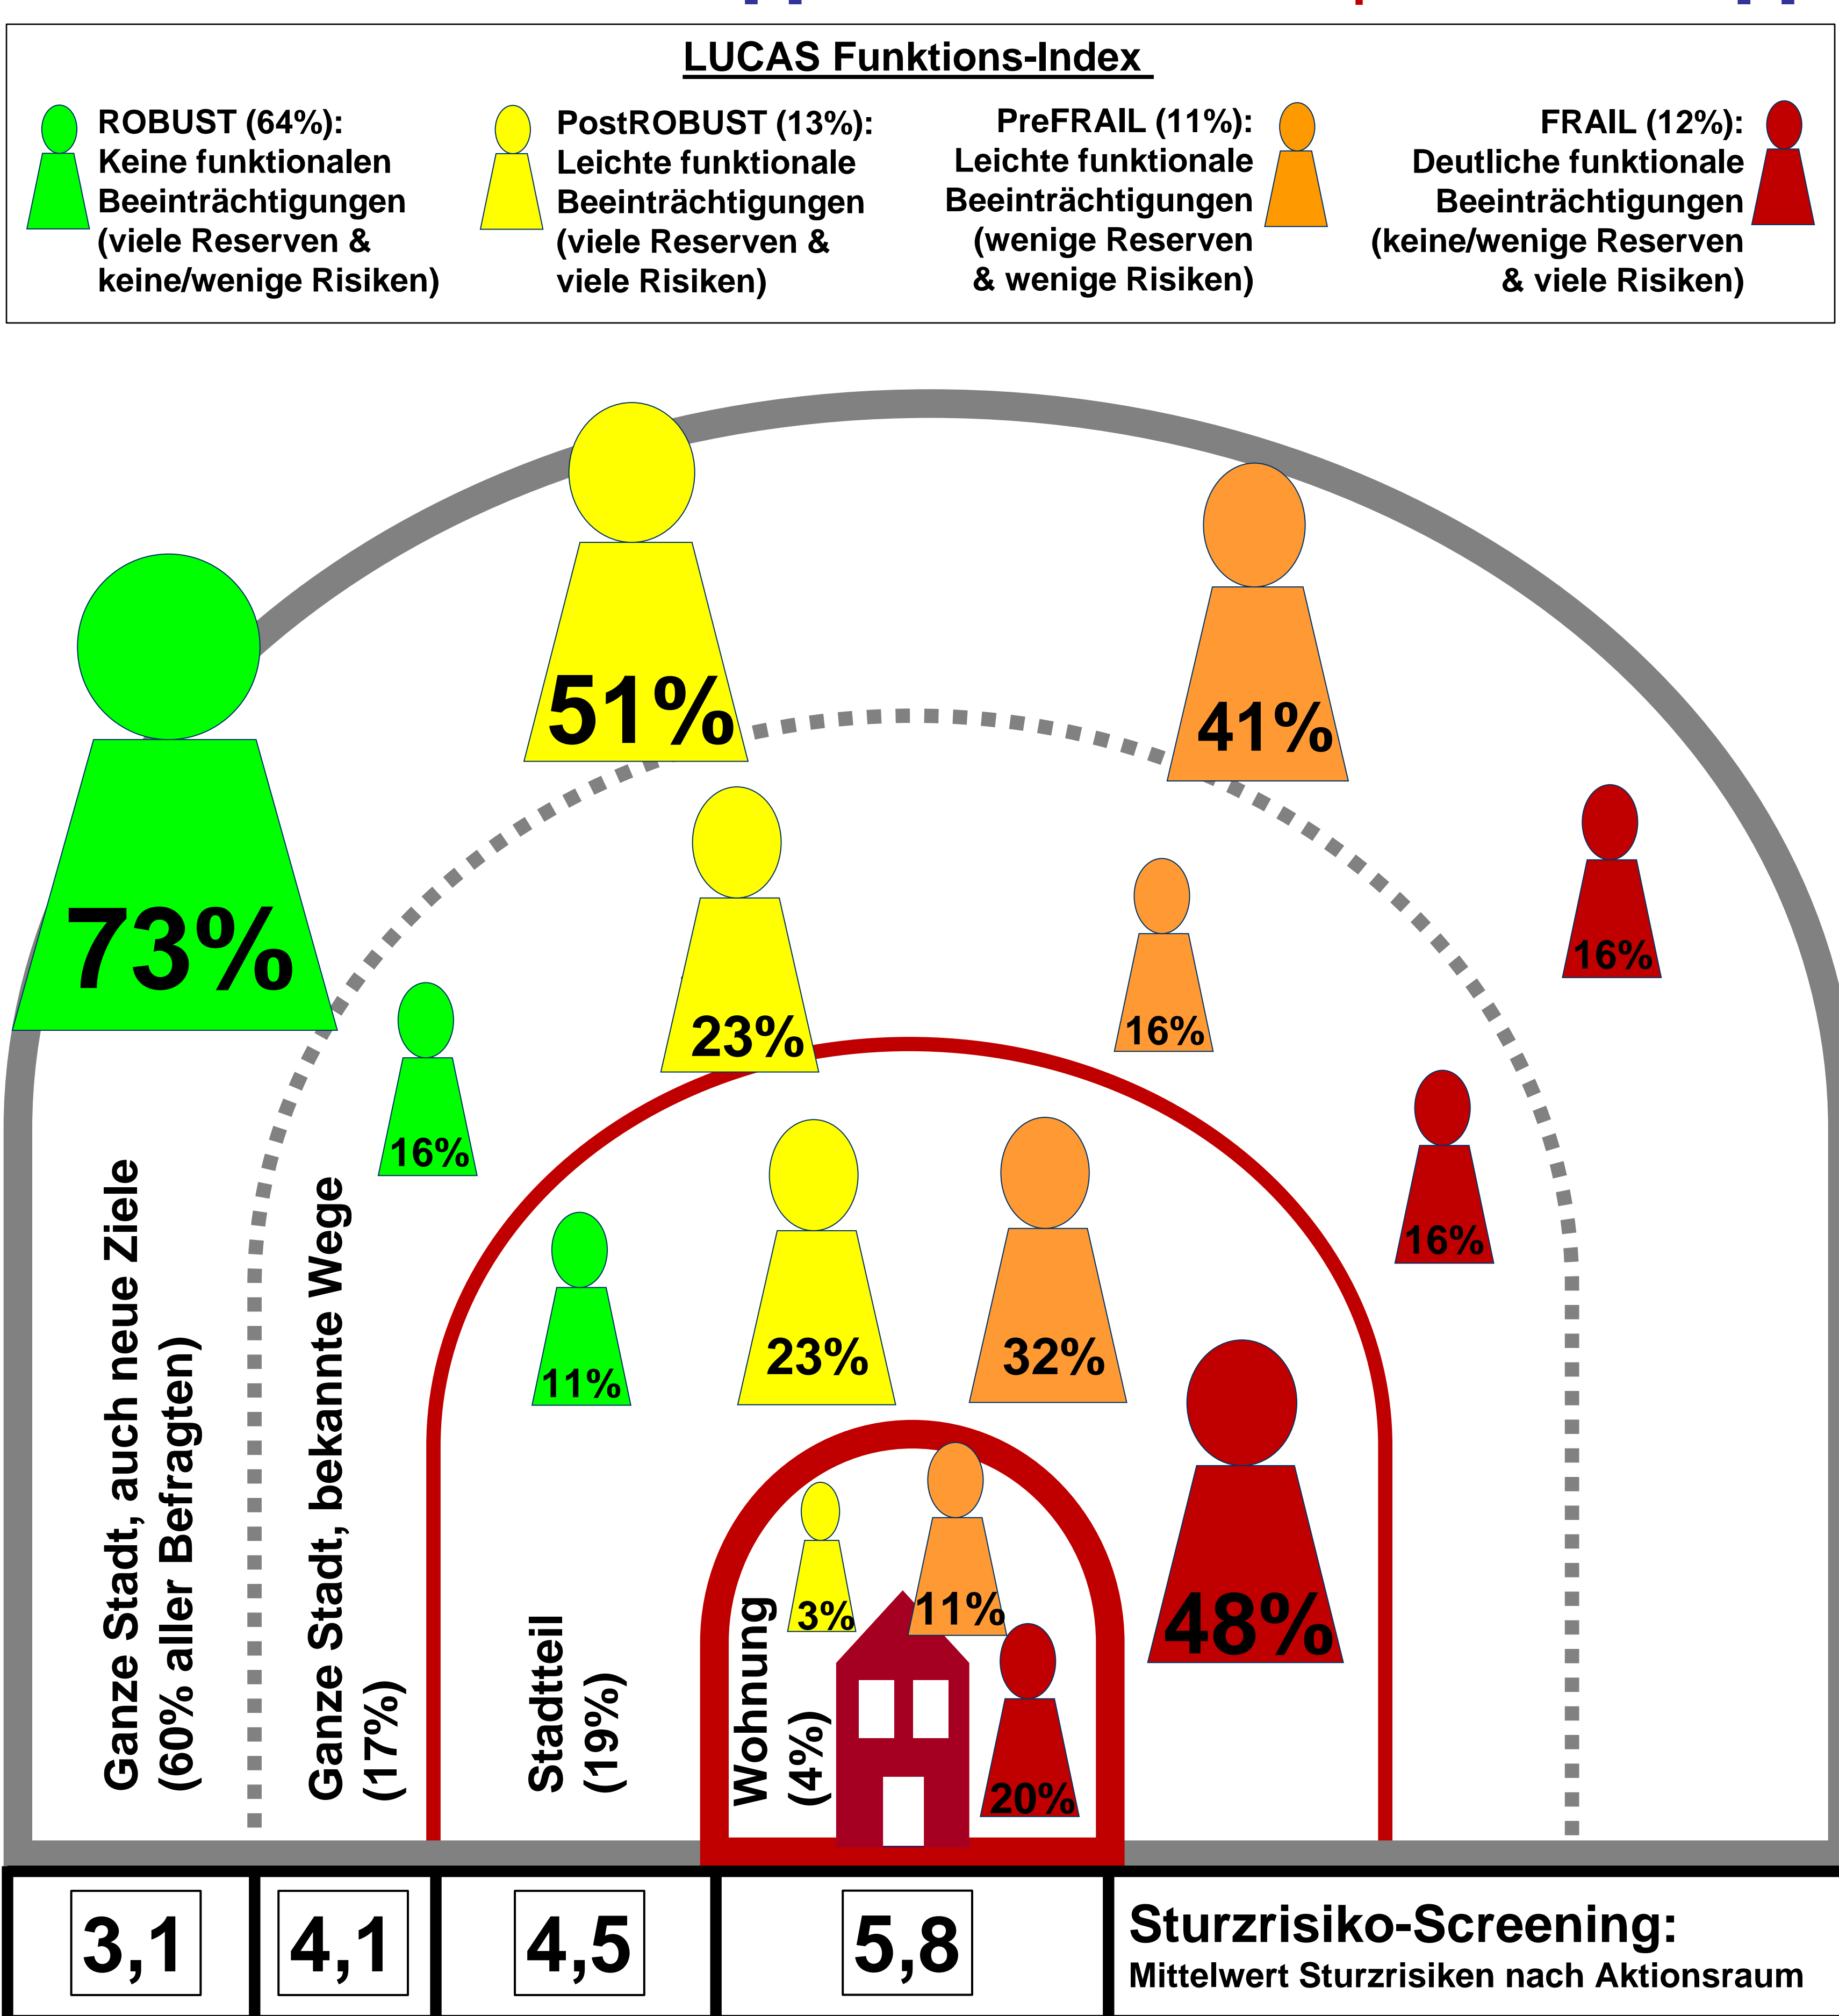 LUCAS Funktions-Index
ROBUST (64%):
Keine funktionalen
Beeinträchtigungen
(viele Reserven &
keine/wenige Risiken)
PostROBUST (13%):
Leichte funktionale
Beeinträchtigungen
(viele Reserven &
viele Risiken)
PreFRAIL (11%):
Leichte funktionale
Beeinträchtigungen
(wenige Reserven
& wenige Risiken)
FRAIL (12%):
Deutliche funktionale
Beeinträchtigungen
(keine/wenige Reserven
& viele Risiken)
73%
51%
41%
16%
16%
23%
16%
16%
11%
23%
32%
48%
3%
11%
20%
Ganze Stadt, auch neue Ziele
(60% aller Befragten)
Ganze Stadt, bekannte Wege
(17%)
Stadtteil
(19%)
Wohnung
(4%)
3,1
4,1
4,5
5,8
Sturzrisiko-Screening:
Mittelwert Sturzrisiken nach Aktionsraum